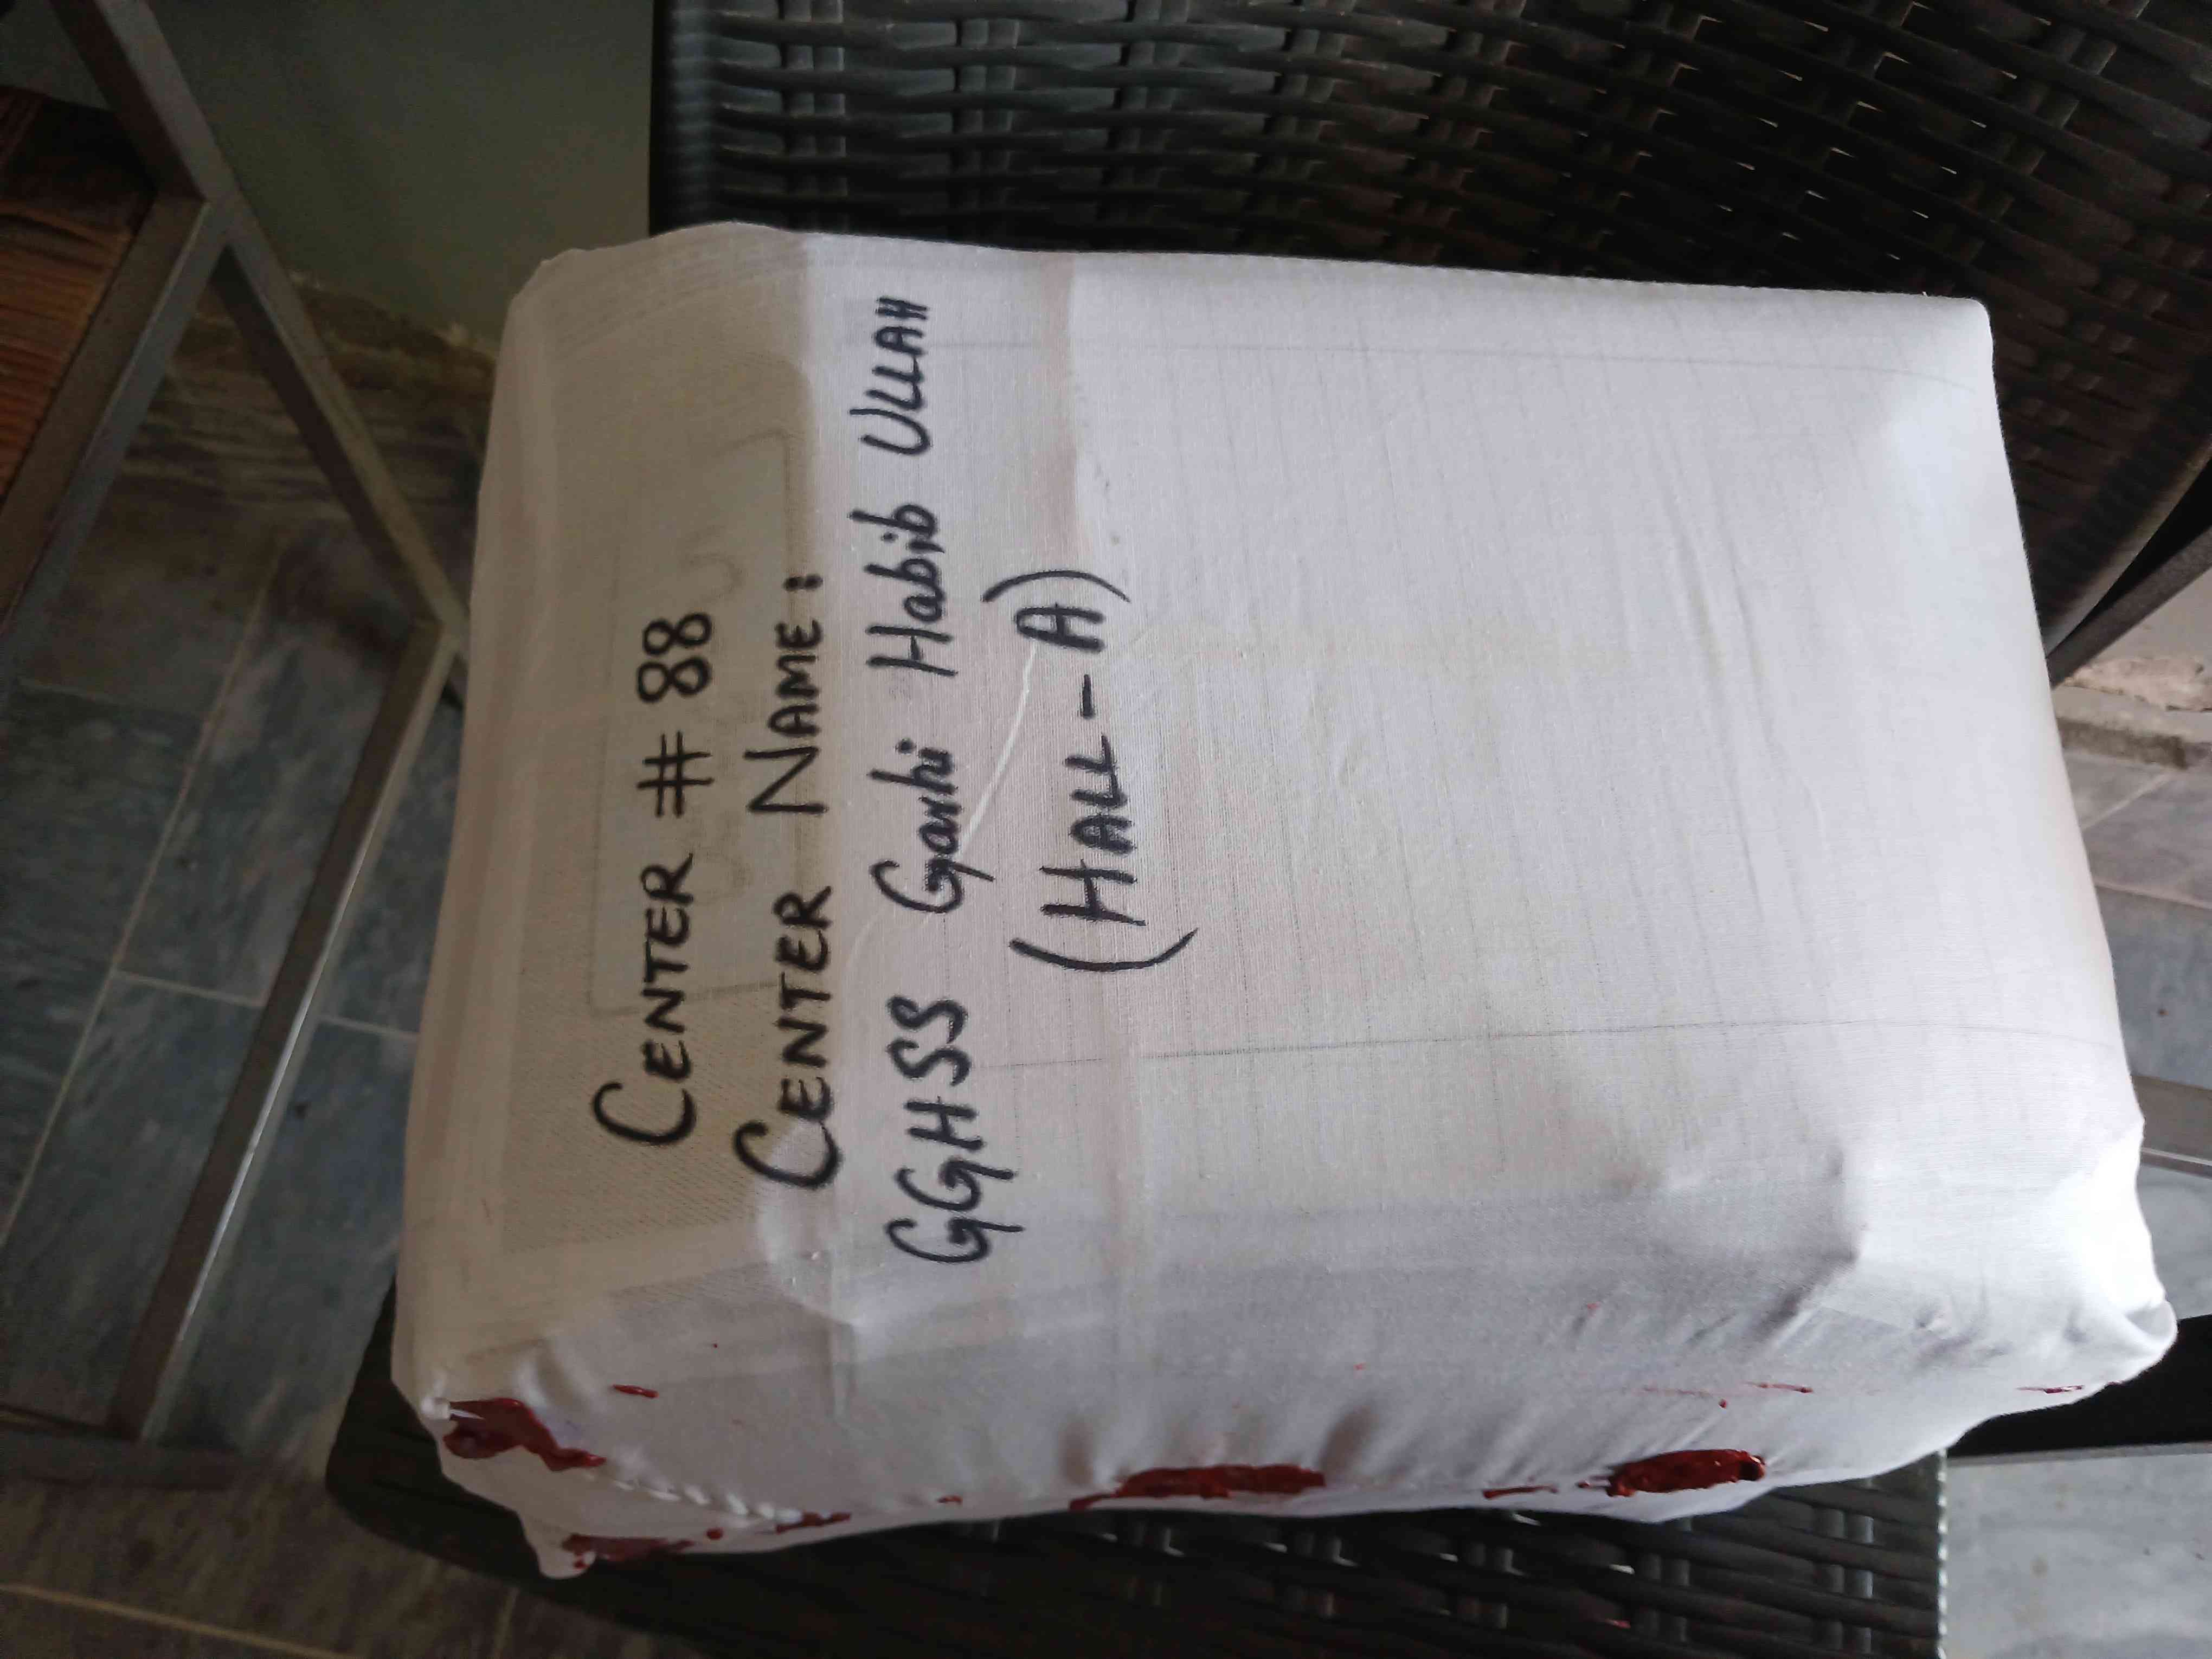 CENTER # 88
CENTER NAME:
GGHSS Garhi Habib ULLAH
(HALL-A)